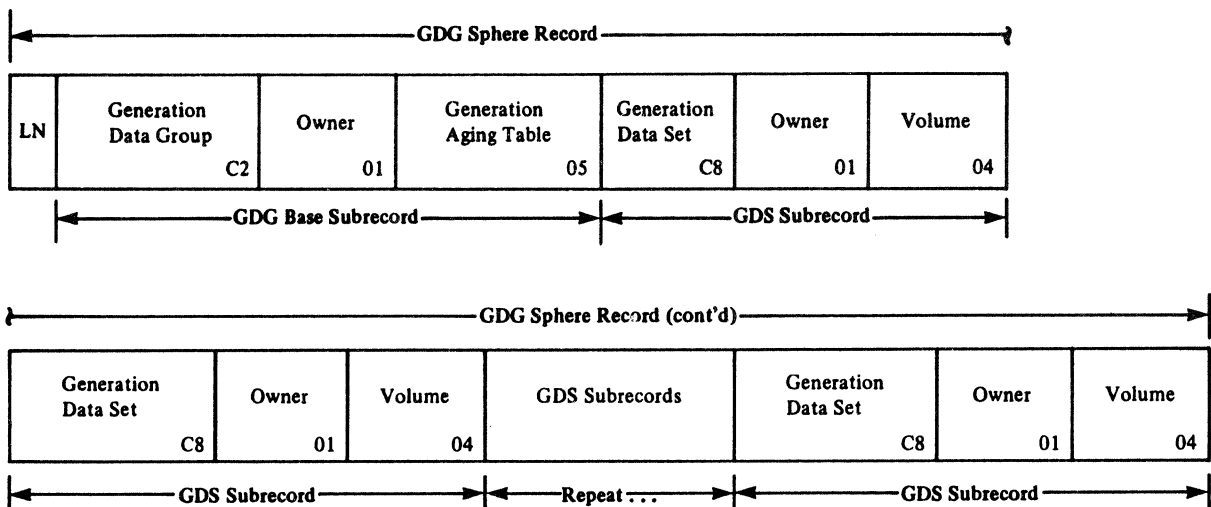 GDG Sphere Record
LN
Generation Data Group
C2
Owner
01
Generation Aging Table
05
Generation Data Set
C8
Owner
01
Volume
04
GDG Base Subrecord
GDS Subrecord
GDG Sphere Record (cont'd)
Generation Data Set
C8
Owner
01
Volume
04
GDS Subrecords
Generation Data Set
C8
Owner
01
Volume
04
GDS Subrecord
Repeat . . .
GDS Subrecord